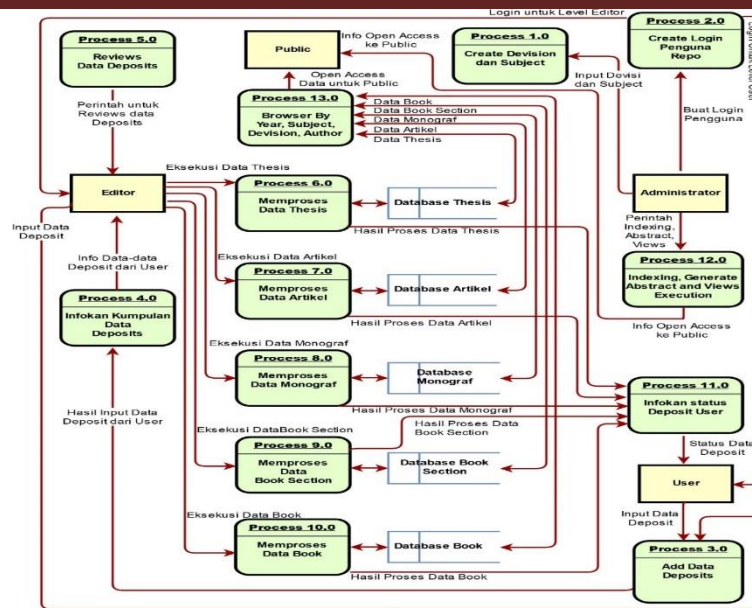 Login untuk Level Editor
Process 5.0
Reviews
Data Deposits
Public
Info Open Access
ke Public
Process 1.0
Create Devision
dan Subject
Process 2.0
Create Login
Penguna
Repo
Open Access
Data untuk Public
Input Devisi
dan Subject
Perintah untuk
Reviews data
Deposits
Process 13.0
Browser By
Year, Subject,
Devision, Author
Data Book
Data Book Section
Data Monograf
Data Artikel
Data Thesis
Buat Login
Pengguna
Eksekusi Data Thesis
Editor
Process 6.0
Memproses
Data Thesis
Database Thesis
Administrator
Input Data
Deposit
Hasil Proses Data Thesis
Perintah
Indexing,
Abstract,
Views
Info Data-data
Deposit dari User
Eksekusi Data Artikel
Process 7.0
Memproses
Data Artikel
Database Artikel
Process 12.0
Indexing, Generate
Abstract and Views
Execution
Process 4.0
Infokan Kumpulan
Data
Deposits
Hasil Proses Data Artikel
Info Open Access
ke Public
Eksekusi Data Monograf
Process 8.0
Memproses
Data Monograf
Database
Monograf
Process 11.0
Infokan status
Deposit User
Hasil Input Data
Deposit dari User
Hasil Proses Data Monograf
Hasil Proses Data
Book Section
Eksekusi DataBook Section
Process 9.0
Memproses
Data
Book Section
Database Book
Section
Status Data
Deposit
User
Eksekusi Data Book
Process 10.0
Memproses
Data Book
Database Book
Input Data
Deposit
Process 3.0
Add Data
Deposits
Hasil Proses Data Book